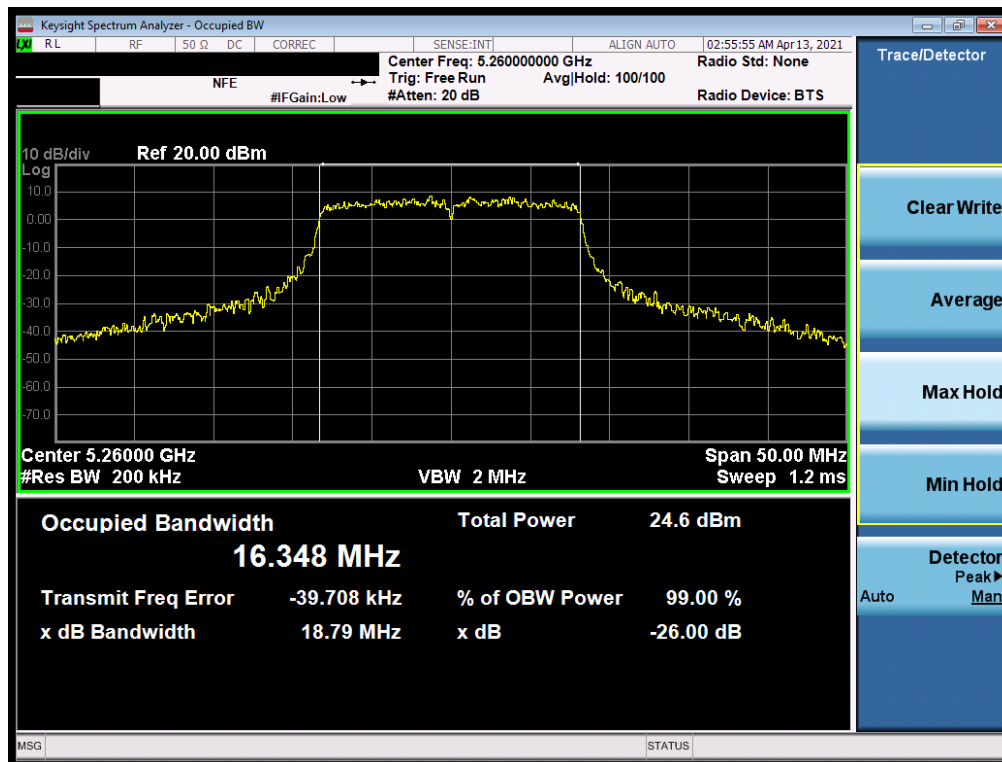 Keysight Spectrum Analyzer - Occupied BW
LXI RL RF 50 Ω DC CORREC SENSE:INT ALIGN AUTO 02:55:55 AM Apr 13, 2021
Center Freq: 5.260000000 GHz Radio Std: None
NFE Trig: Free Run Avg|Hold: 100/100
#IFGain:Low #Atten: 20 dB Radio Device: BTS
10 dB/div Ref 20.00 dBm
Log
10.0
0.00
-10.0
-20.0
-30.0
-40.0
-50.0
-60.0
-70.0
Center 5.26000 GHz Span 50.00 MHz
#Res BW 200 kHz VBW 2 MHz Sweep 1.2 ms
Occupied Bandwidth Total Power 24.6 dBm
16.348 MHz
Transmit Freq Error -39.708 kHz % of OBW Power 99.00 %
x dB Bandwidth 18.79 MHz x dB -26.00 dB
MSG STATUS
Trace/Detector
Clear Write
Average
Max Hold
Min Hold
Detector
Peak▶
Auto Man